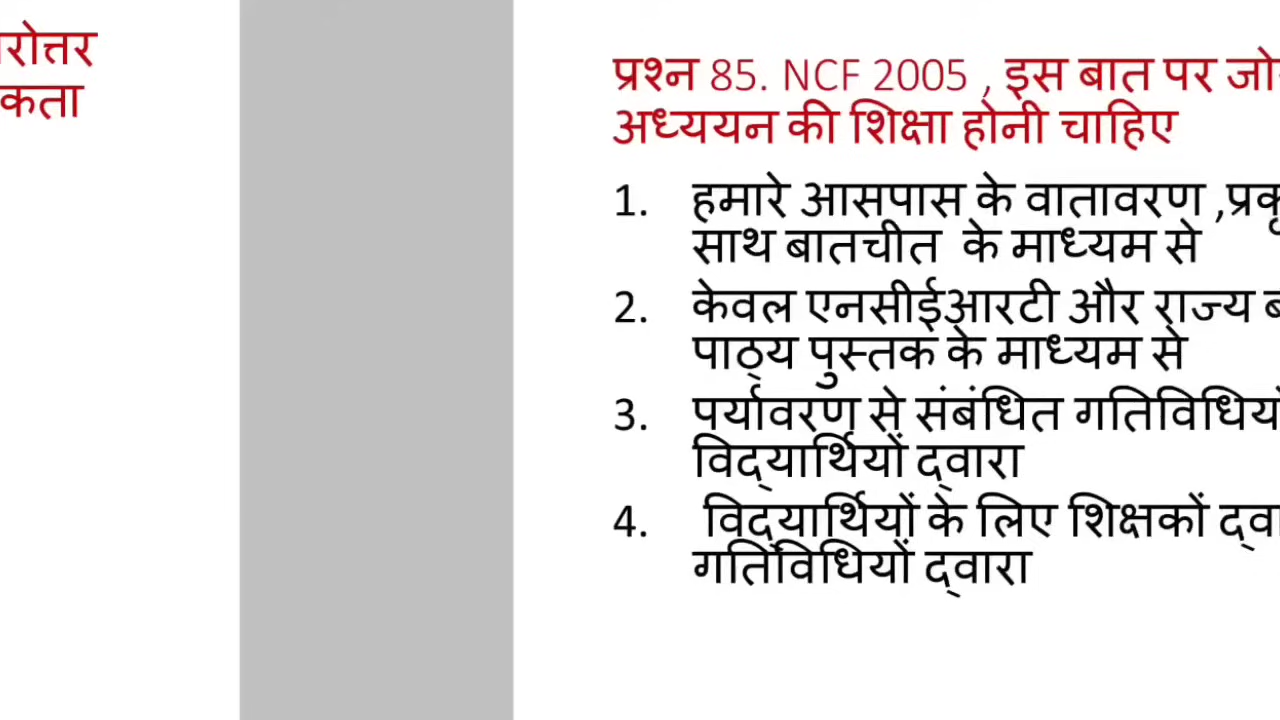 रोत्तर
कता
प्रश्न 85. NCF 2005 , इस बात पर
अध्ययन की शिक्षा होनी चाहिए
1. हमारे आसपास के वातावरण ,
साथ बातचीत के माध्यम से
2. केवल एनसीईआरटी और राज्य
पाठ्य पुस्तक के माध्यम से
3. पर्यावरण से संबंधित
विद्यार्थियों द्वारा
4. विद्यार्थियों के लिए शिक्षकों
गतिविधियों द्वारा